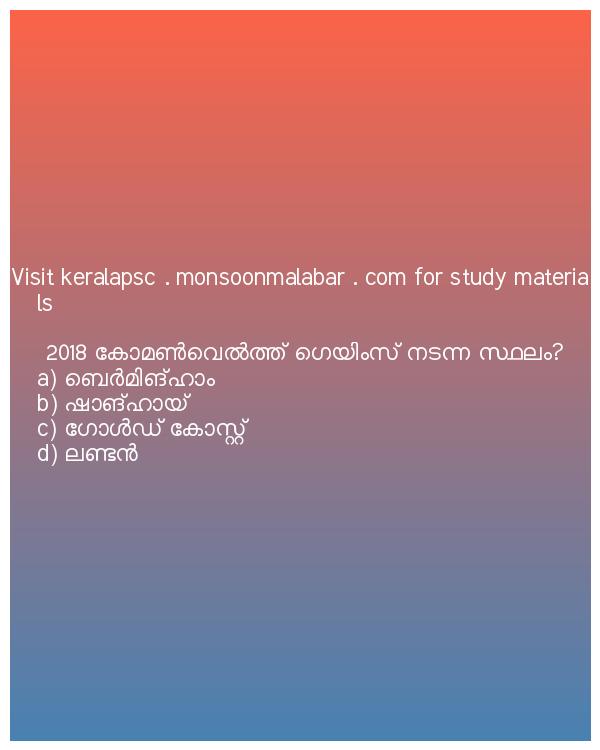 Visit keralapsc . monsoonmalabar . com for study materia
ls
2018 കോമൺവെൽത്ത് ഗെയിംസ് നടന്ന സ്ഥലം?
a) ബെർമിങ്ഹാം
b) ഷാങ്ഹായ്
c) ഗോൾഡ് കോസ്റ്റ്
d) ലണ്ടൻ